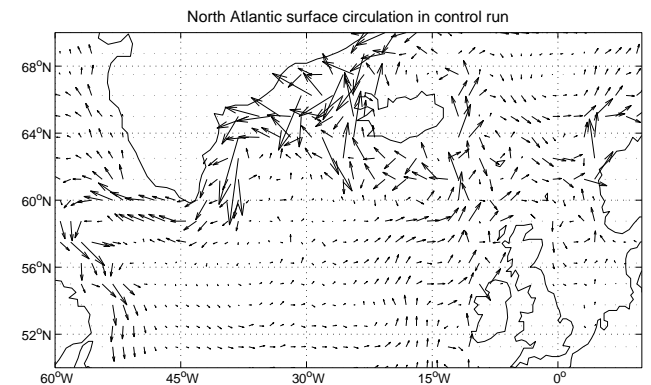 North Atlantic surface circulation in control run
68°N
64°N
60°N
56°N
52°N
60°W 45°W 30°W 15°W 0°